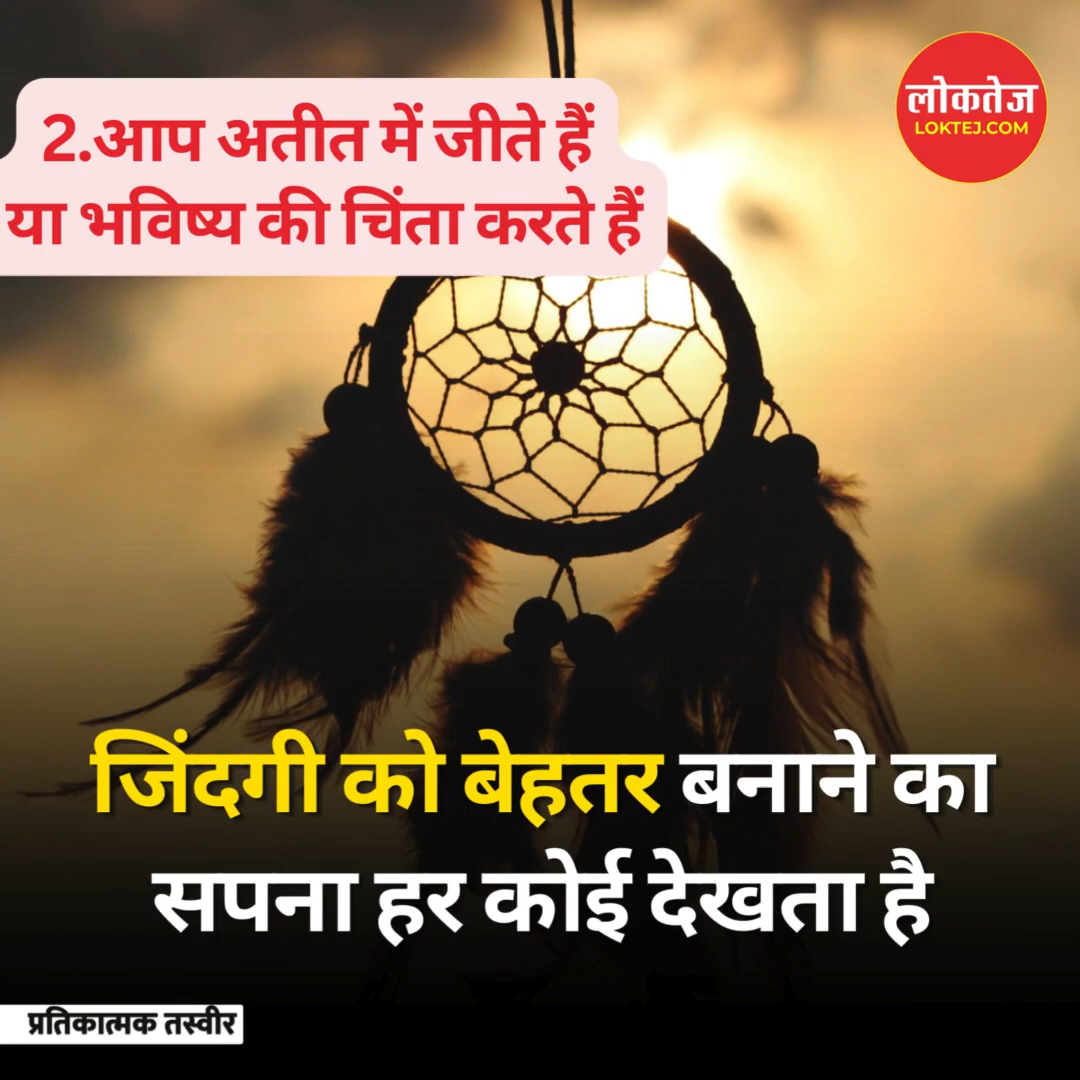 लोकतेज
LOKTEJ.COM
2.आप अतीत में जीते हैं
या भविष्य की चिंता करते हैं
जिंदगी को बेहतर बनाने का
सपना हर कोई देखता है
प्रतिकात्मक तस्वीर